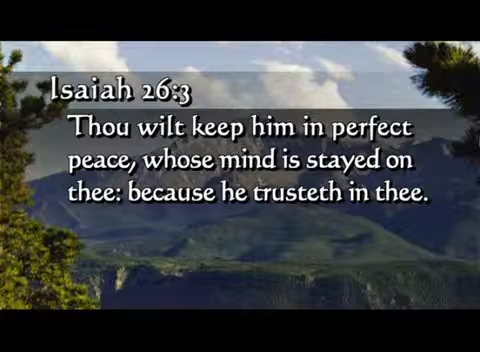 Isaiah 26:3
Thou wilt keep him in perfect
peace, whose mind is stayed on
thee: because he trusteth in thee.